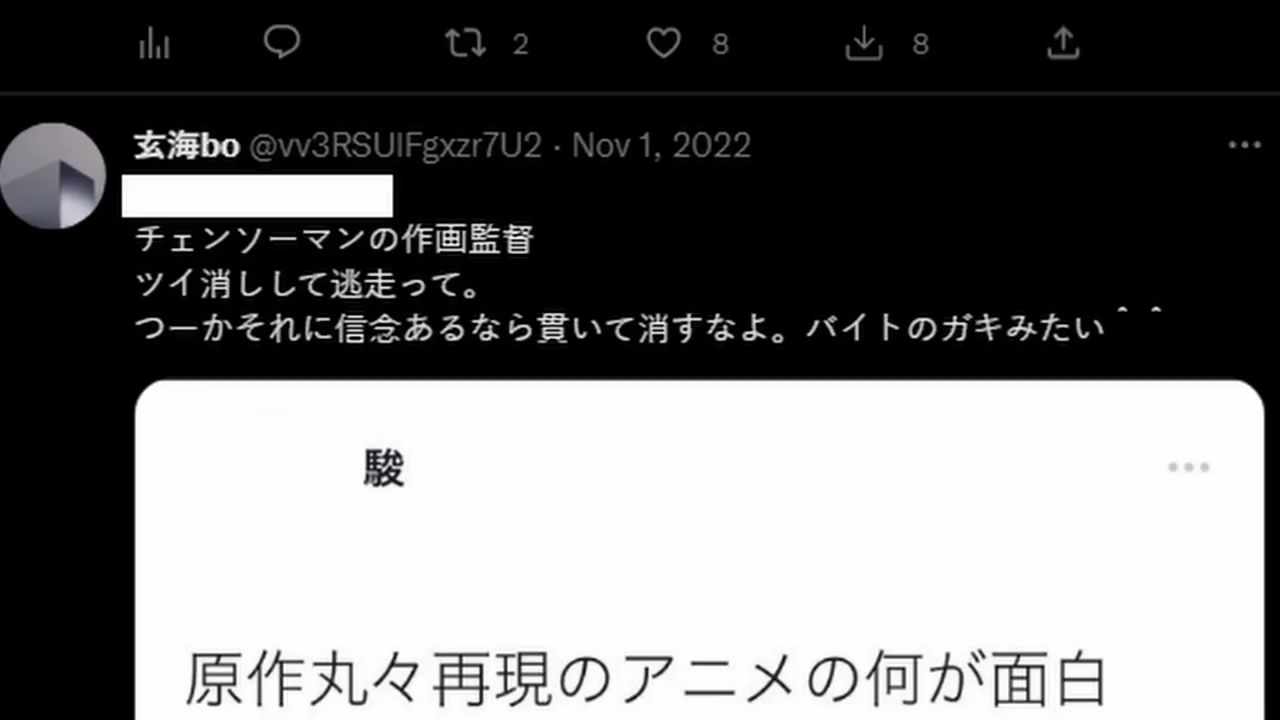 2 8 8
玄海bo @vv3RSUIFgxzr7U2 · Nov 1, 2022
チェンソーマンの作画監督
ツイ消しして逃走って。
つーかそれに信念あるなら貫いて消すなよ。バイトのガキみたい＾＾
駿
原作丸々再現のアニメの何が面白